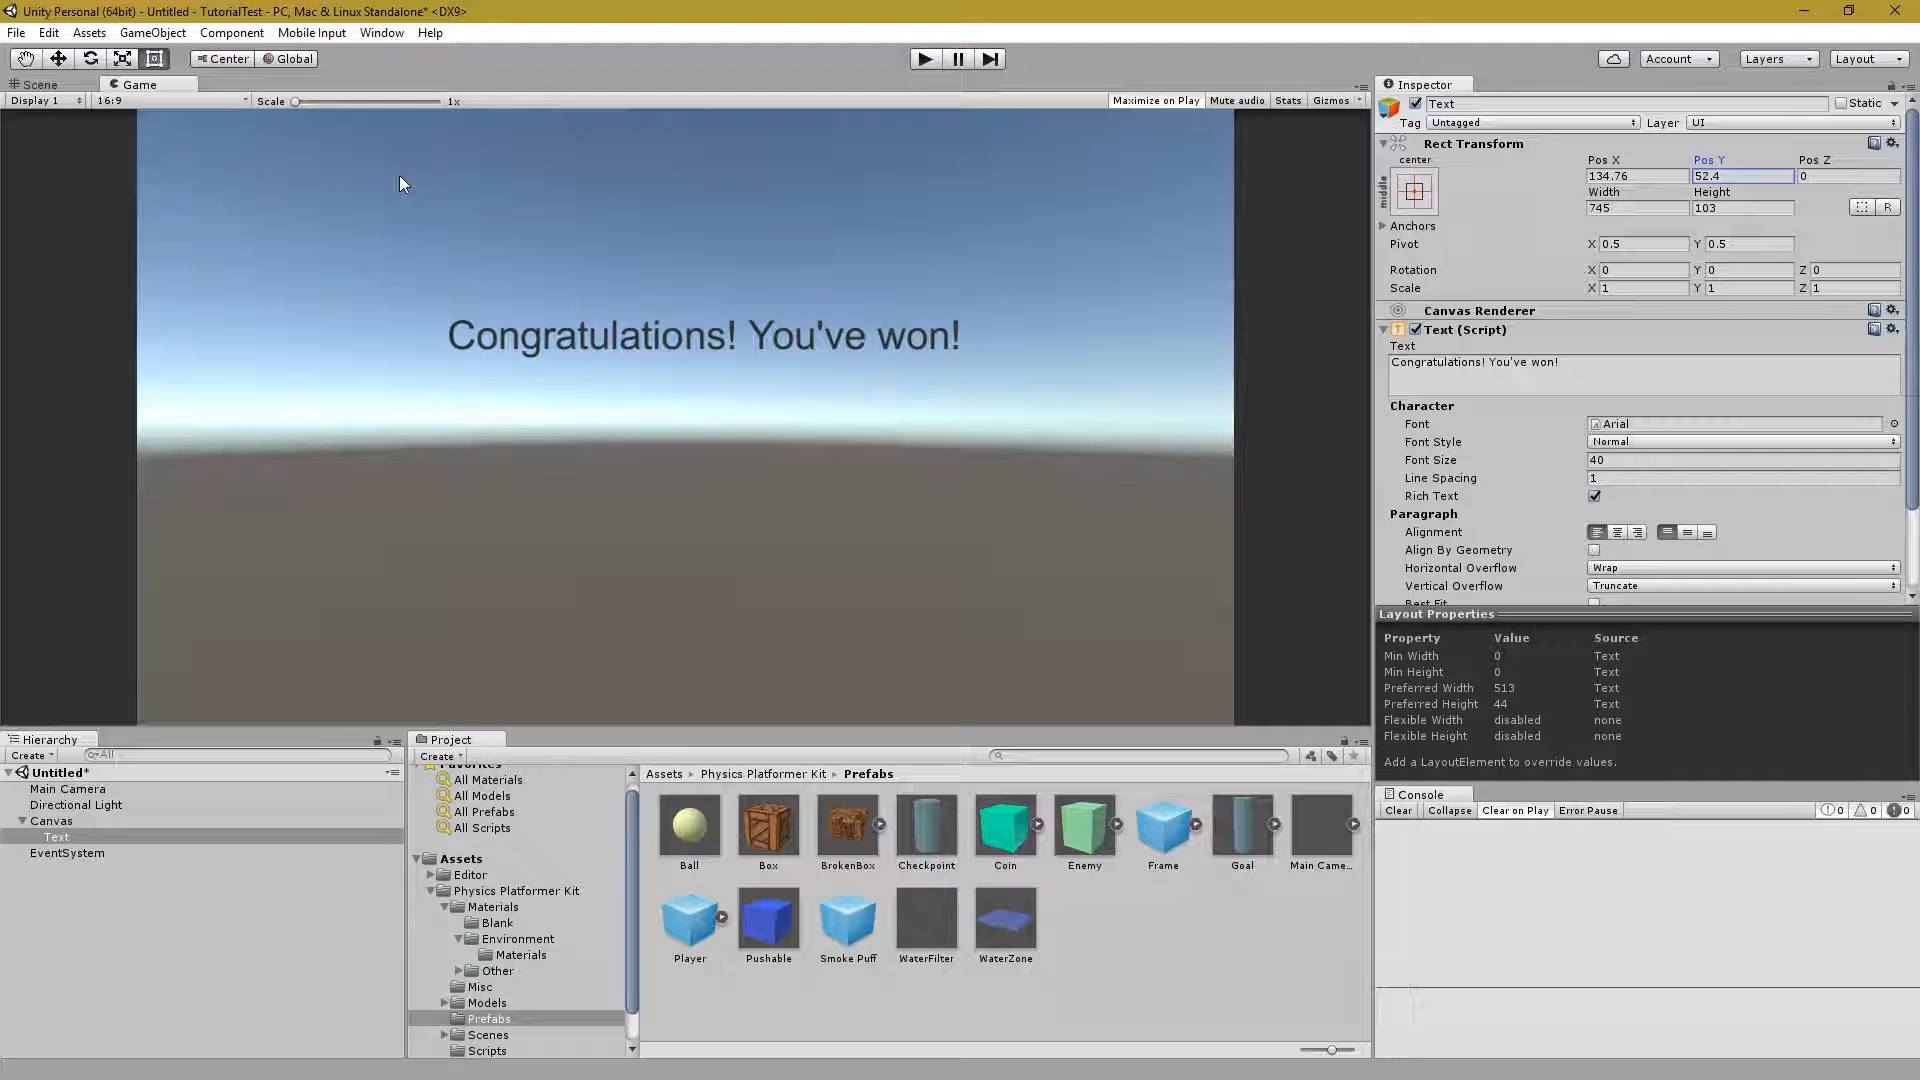 Unity Personal (64bit) - Untitled - TutorialTest - PC, Mac & Linux Standalone* <DX9>
File Edit Assets GameObject Component Mobile Input Window Help
Center Global Account Layers Layout
Scene Game
Display 1 16:9 Scale 1x Maximize on Play Mute audio Stats Gizmos
Congratulations! You've won!
Inspector
Text Static
Tag Untagged Layer UI
Rect Transform
center
middle
Pos X Pos Y Pos Z
134.76 52.4 0
Width Height
745 103
R
Anchors
Pivot X 0.5 Y 0.5
Rotation X 0 Y 0 Z 0
Scale X 1 Y 1 Z 1
Canvas Renderer
Text (Script)
Text
Congratulations! You've won!
Character
Font Arial
Font Style Normal
Font Size 40
Line Spacing 1
Rich Text
Paragraph
Alignment
Align By Geometry
Horizontal Overflow Wrap
Vertical Overflow Truncate
Best Fit
Layout Properties
Property Value Source
Min Width 0 Text
Min Height 0 Text
Preferred Width 513 Text
Preferred Height 44 Text
Flexible Width disabled none
Flexible Height disabled none
Add a LayoutElement to override values.
Console
Clear Collapse Clear on Play Error Pause 0 0 0
Hierarchy
Create All
Untitled*
Main Camera
Directional Light
Canvas
Text
EventSystem
Project
Create
Favorites
All Materials
All Models
All Prefabs
All Scripts
Assets
Editor
Physics Platformer Kit
Materials
Blank
Environment
Materials
Other
Misc
Models
Prefabs
Scenes
Scripts
Assets Physics Platformer Kit Prefabs
Ball Box BrokenBox Checkpoint Coin Enemy Frame Goal Main Came...
Player Pushable Smoke Puff WaterFilter WaterZone